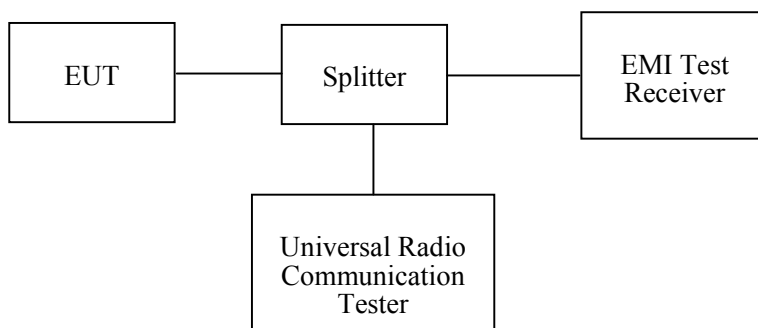 EUT
Splitter
EMI Test
Receiver
Universal Radio
Communication
Tester